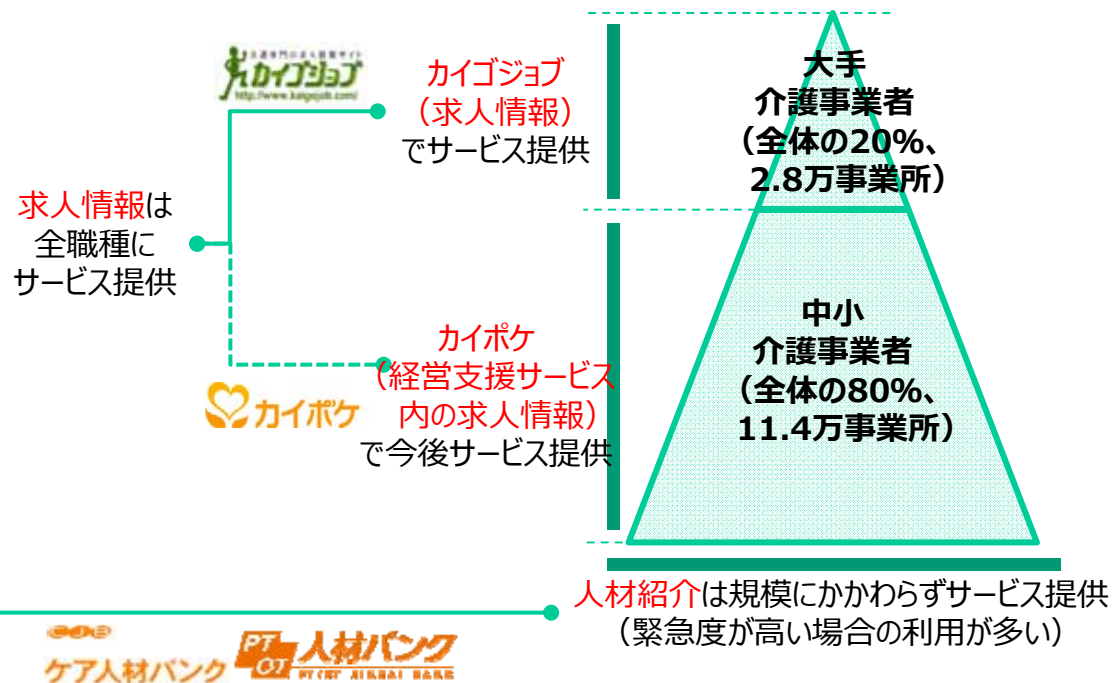 カイゴジョブ
http://www.kaigojob.com/
カイゴジョブ
（求人情報）
でサービス提供
求人情報は
全職種に
サービス提供
カイポケ
カイポケ
（経営支援サービス
内の求人情報）
で今後サービス提供
大手
介護事業者
（全体の20%、
2.8万事業所）
中小
介護事業者
（全体の80%、
11.4万事業所）
人材紹介は規模にかかわらずサービス提供
（緊急度が高い場合の利用が多い）
ケア人材バンク
PT
OT
人材バンク